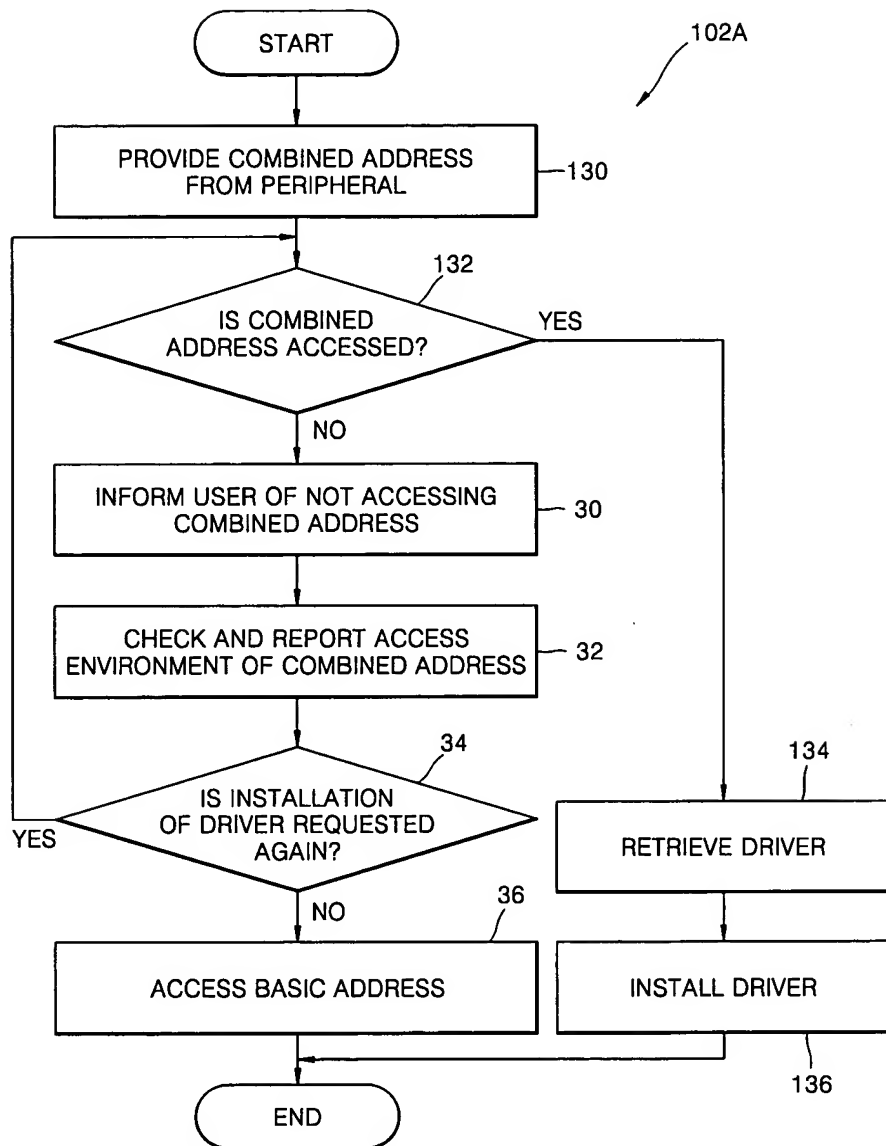 START
102A
PROVIDE COMBINED ADDRESS
FROM PERIPHERAL
130
132
IS COMBINED
ADDRESS ACCESSED?
YES
NO
INFORM USER OF NOT ACCESSING
COMBINED ADDRESS
30
CHECK AND REPORT ACCESS
ENVIRONMENT OF COMBINED ADDRESS
32
34
IS INSTALLATION
OF DRIVER REQUESTED
AGAIN?
YES
NO
134
RETRIEVE DRIVER
36
ACCESS BASIC ADDRESS
INSTALL DRIVER
136
END